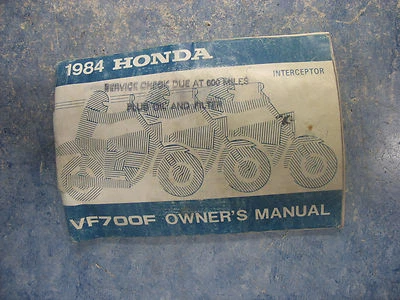 1984 HONDA
INTERCEPTOR
SERVICE CHECK DUE AT 600 MILES
PLUS OIL AND FILTER
VF700F OWNER'S MANUAL